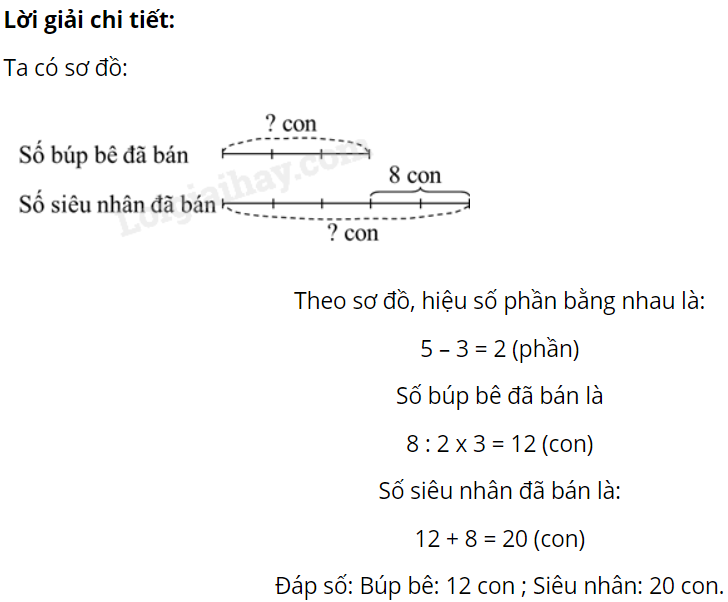 Lời giải chi tiết:
Ta có sơ đồ:
? con
Số búp bê đã bán
8 con
Số siêu nhân đã bán
? con
Loigiaihay.com
Theo sơ đồ, hiệu số phần bằng nhau là:
5 – 3 = 2 (phần)
Số búp bê đã bán là
8 : 2 x 3 = 12 (con)
Số siêu nhân đã bán là:
12 + 8 = 20 (con)
Đáp số: Búp bê: 12 con ; Siêu nhân: 20 con.